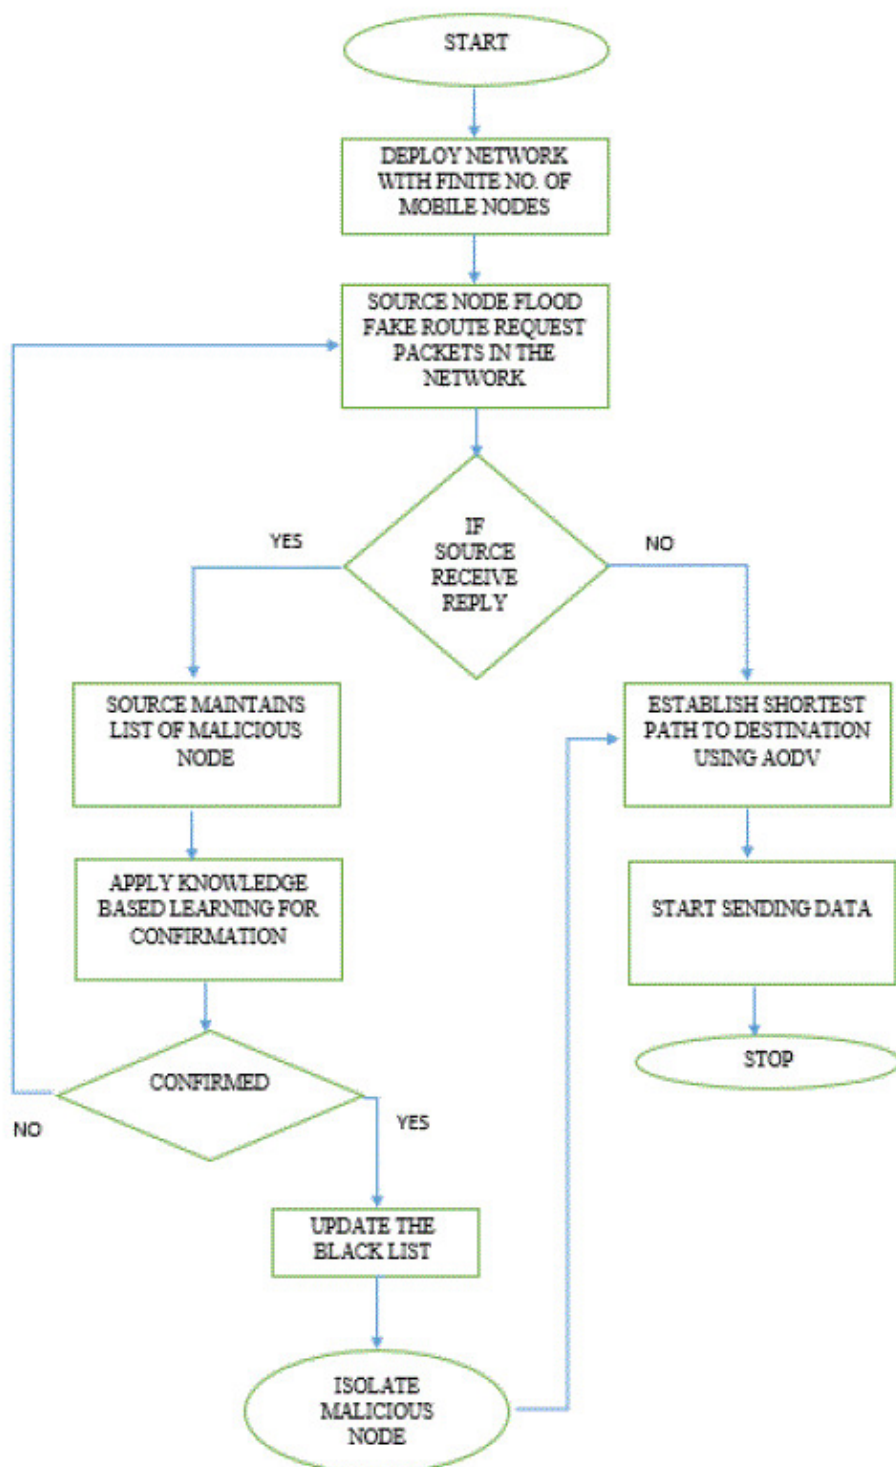 START
DEPLOY NETWORK
WITH FINITE NO. OF
MOBILE NODES
SOURCE NODE FLOOD
FAKE ROUTE REQUEST
PACKETS IN THE
NETWORK
IF
SOURCE
RECEIVE
REPLY
YES
NO
SOURCE MAINTAINS
LIST OF MALICIOUS
NODE
ESTABLISH SHORTEST
PATH TO DESTINATION
USING AODV
APPLY KNOWLEDGE
BASED LEARNING FOR
CONFIRMATION
START SENDING DATA
STOP
CONFIRMED
NO
YES
UPDATE THE
BLACK LIST
ISOLATE
MALICIOUS
NODE